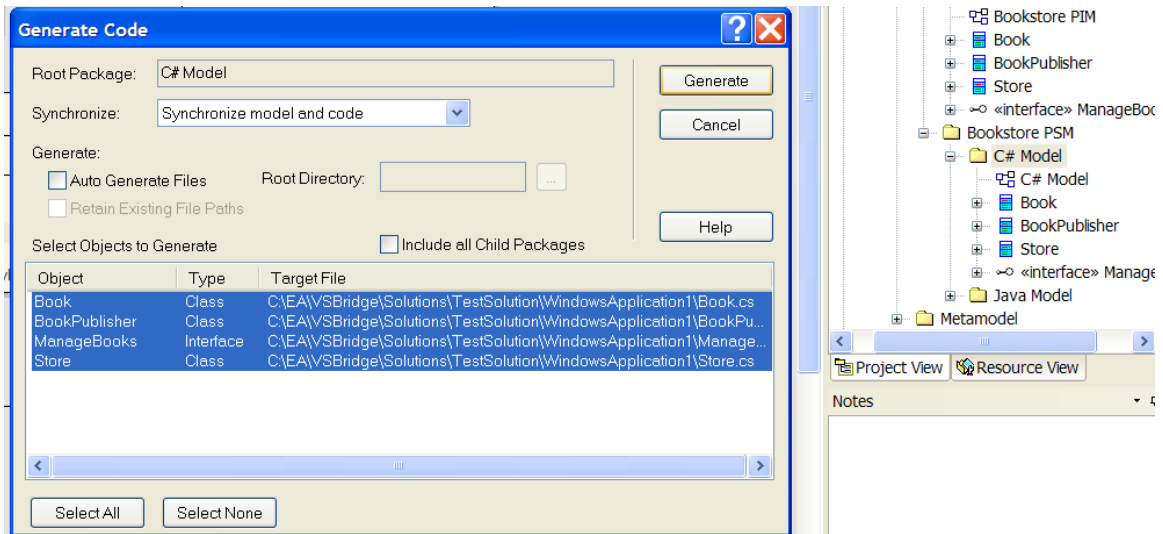 Generate Code
Root Package: C# Model
Generate
Synchronize: Synchronize model and code
Cancel
Generate:
Auto Generate Files Root Directory: ...
Retain Existing File Paths
Help
Select Objects to Generate Include all Child Packages
Object Type Target File
Book Class C:\EA\VSBridge\Solutions\TestSolution\WindowsApplication1\Book.cs
BookPublisher Class C:\EA\VSBridge\Solutions\TestSolution\WindowsApplication1\BookPu...
ManageBooks Interface C:\EA\VSBridge\Solutions\TestSolution\WindowsApplication1\Manage...
Store Class C:\EA\VSBridge\Solutions\TestSolution\WindowsApplication1\Store.cs
Select All Select None
Bookstore PIM
Book
BookPublisher
Store
«interface» ManageBoo
Bookstore PSM
C# Model
C# Model
Book
BookPublisher
Store
«interface» Manage
Java Model
Metamodel
Project View Resource View
Notes